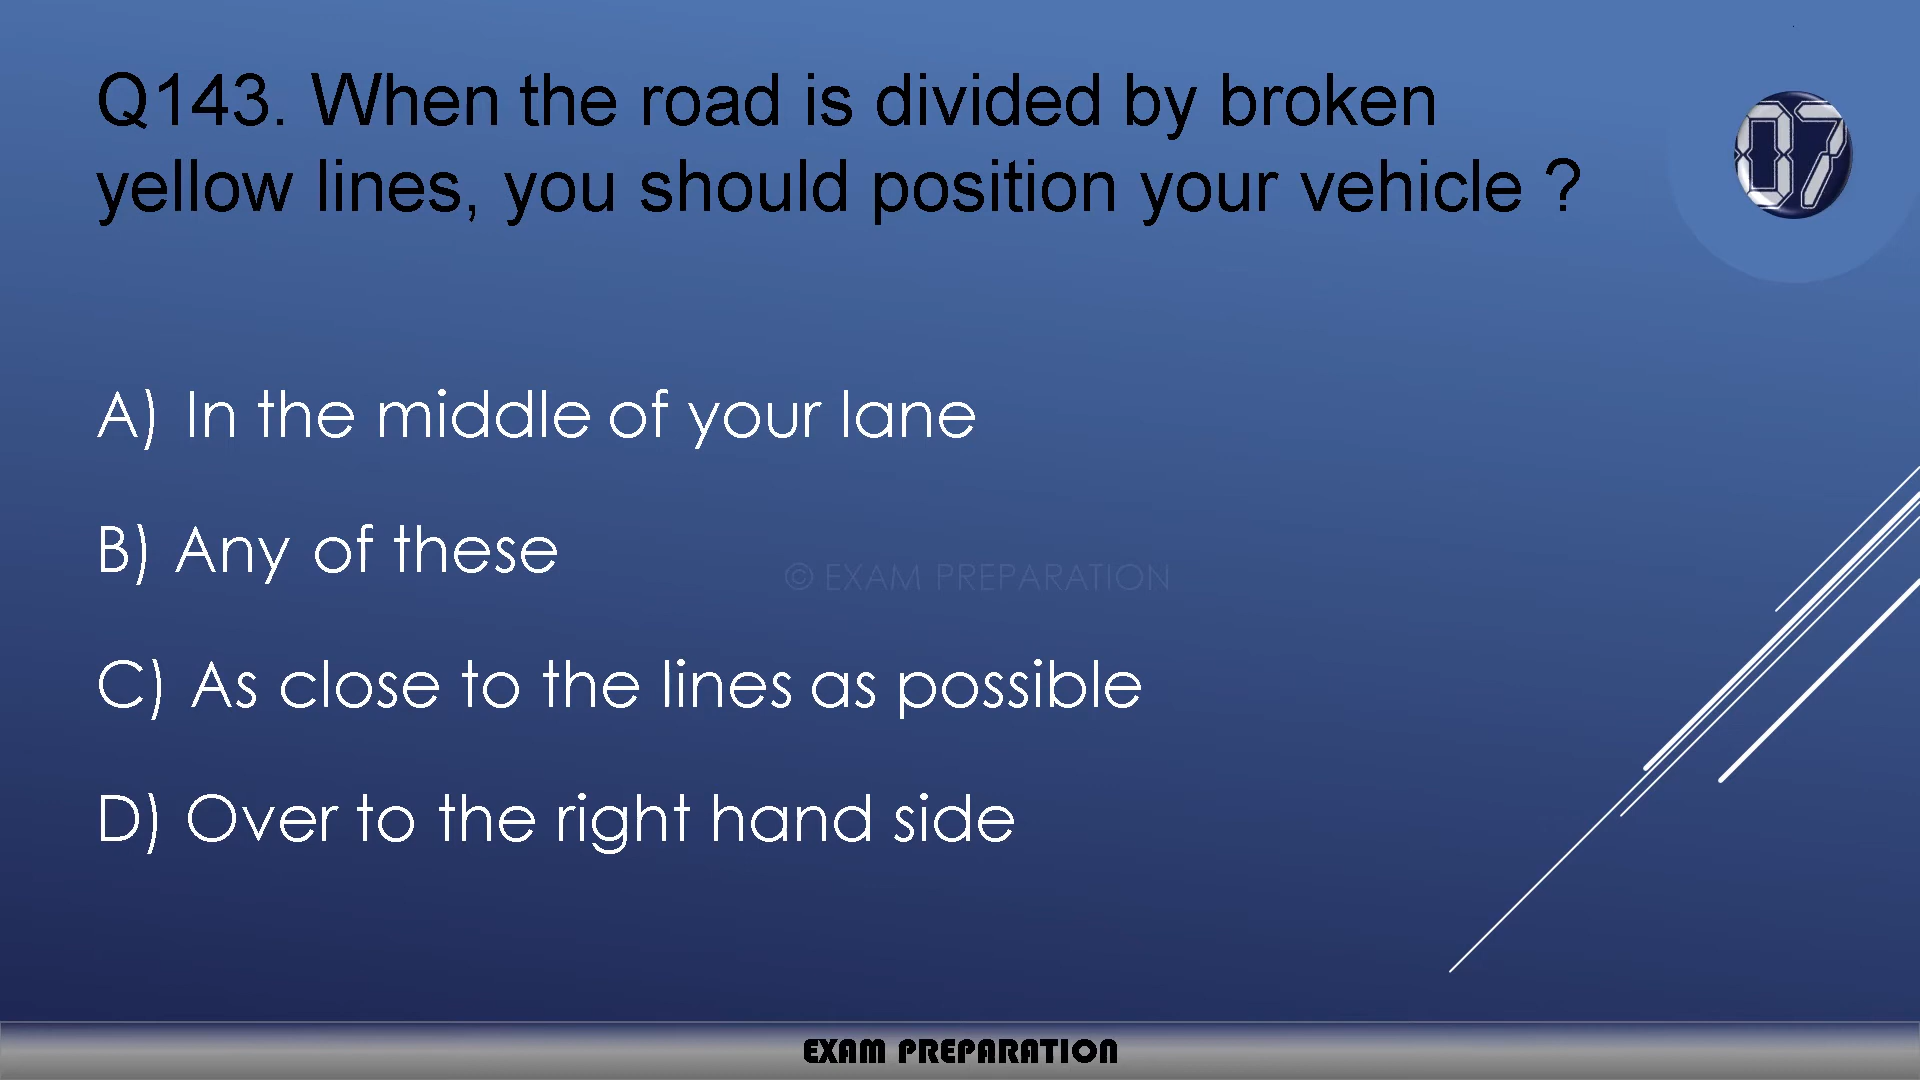 Q143. When the road is divided by broken
yellow lines, you should position your vehicle ?
07
A) In the middle of your lane
B) Any of these
© EXAM PREPARATION
C) As close to the lines as possible
D) Over to the right hand side
EXAM PREPARATION